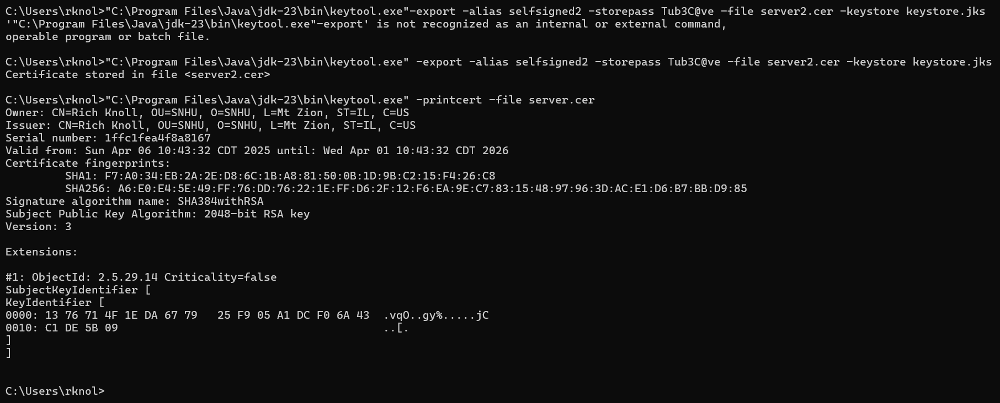 C:\Users\rknol>"C:\Program Files\Java\jdk-23\bin\keytool.exe"-export -alias selfsigned2 -storepass Tub3C@ve -file server2.cer -keystore keystore.jks
'"C:\Program Files\Java\jdk-23\bin\keytool.exe"-export' is not recognized as an internal or external command,
operable program or batch file.
C:\Users\rknol>"C:\Program Files\Java\jdk-23\bin\keytool.exe" -export -alias selfsigned2 -storepass Tub3C@ve -file server2.cer -keystore keystore.jks
Certificate stored in file <server2.cer>
C:\Users\rknol>"C:\Program Files\Java\jdk-23\bin\keytool.exe" -printcert -file server.cer
Owner: CN=Rich Knoll, OU=SNHU, O=SNHU, L=Mt Zion, ST=IL, C=US
Issuer: CN=Rich Knoll, OU=SNHU, O=SNHU, L=Mt Zion, ST=IL, C=US
Serial number: 1ffc1fea4f8a8167
Valid from: Sun Apr 06 10:43:32 CDT 2025 until: Wed Apr 01 10:43:32 CDT 2026
Certificate fingerprints:
SHA1: F7:A0:34:EB:2A:2E:D8:6C:1B:A8:81:50:0B:1D:9B:C2:15:F4:26:C8
SHA256: A6:E0:E4:5E:49:FF:76:DD:76:22:1E:FF:D6:2F:12:F6:EA:9E:C7:83:15:48:97:96:3D:AC:E1:D6:B7:BB:D9:85
Signature algorithm name: SHA384withRSA
Subject Public Key Algorithm: 2048-bit RSA key
Version: 3
Extensions:
#1: ObjectId: 2.5.29.14 Criticality=false
SubjectKeyIdentifier [
KeyIdentifier [
0000: 13 76 71 4F 1E DA 67 79   25 F9 05 A1 DC F0 6A 43  .vqO..gy%.....jC
0010: C1 DE 5B 09                                        ..[.
]
]
C:\Users\rknol>